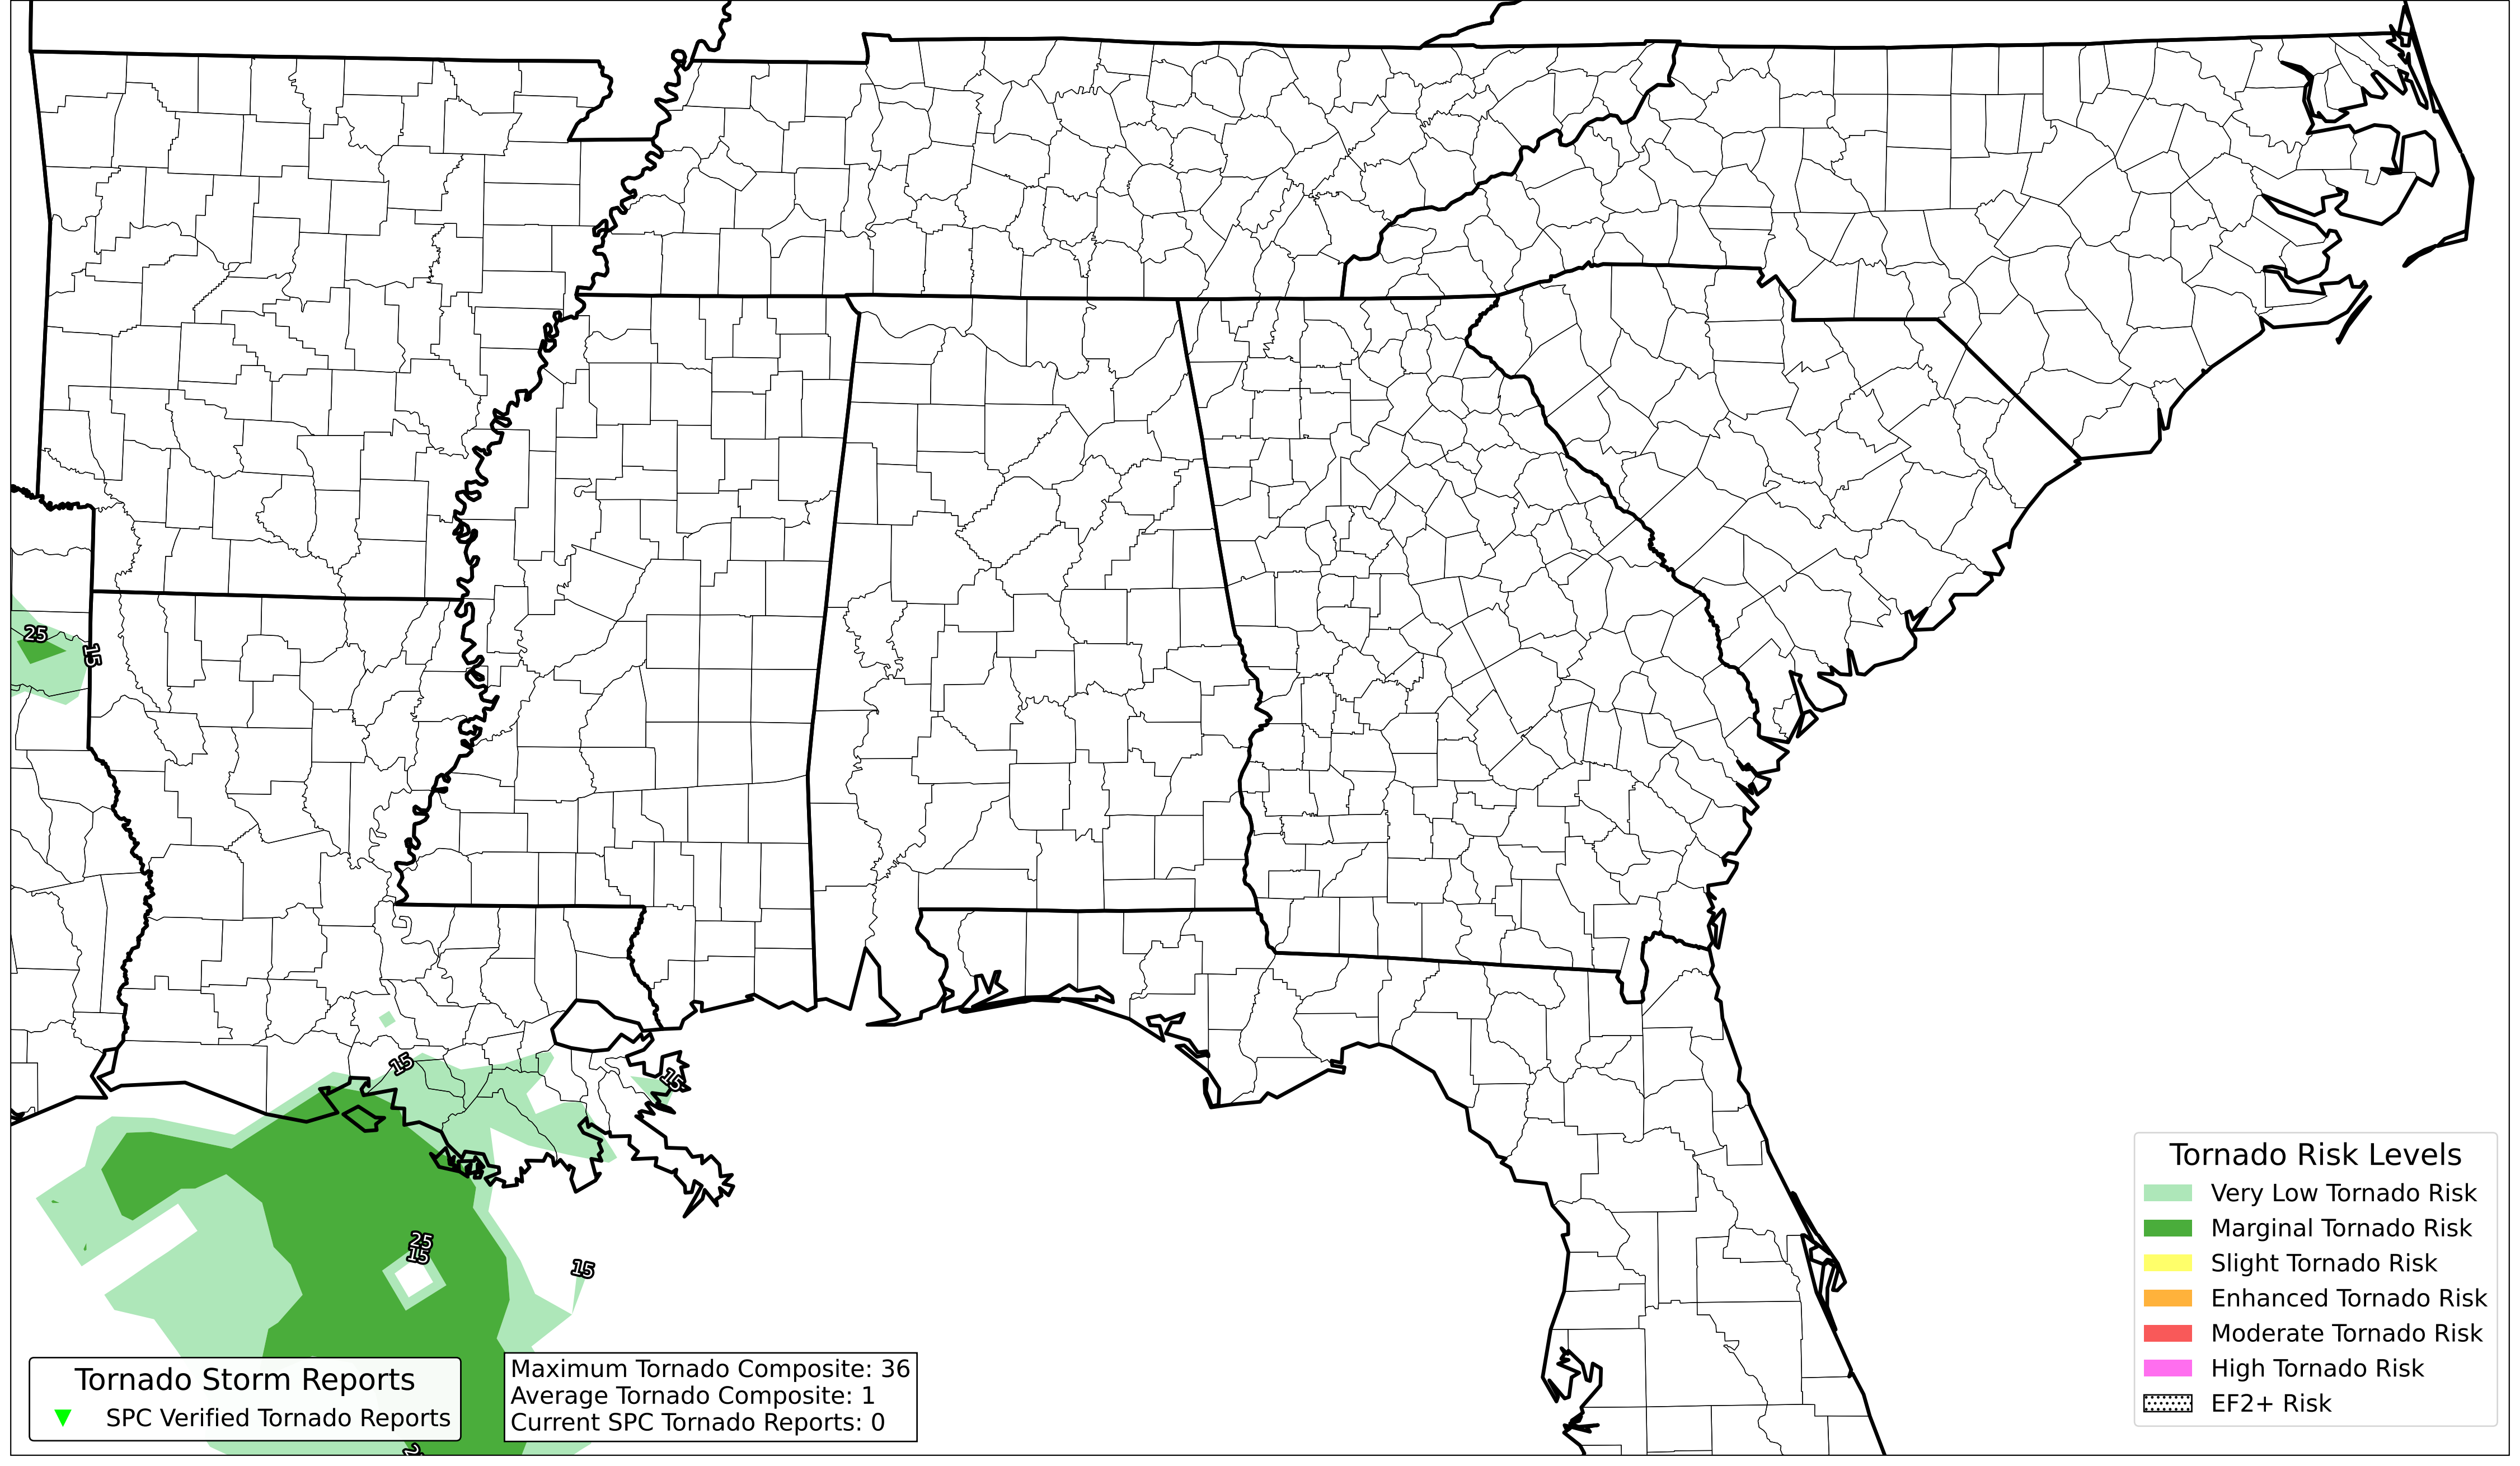 25
15
15
15
25
15
15
Tornado Storm Reports
SPC Verified Tornado Reports
Maximum Tornado Composite: 36
Average Tornado Composite: 1
Current SPC Tornado Reports: 0
Tornado Risk Levels
Very Low Tornado Risk
Marginal Tornado Risk
Slight Tornado Risk
Enhanced Tornado Risk
Moderate Tornado Risk
High Tornado Risk
EF2+ Risk